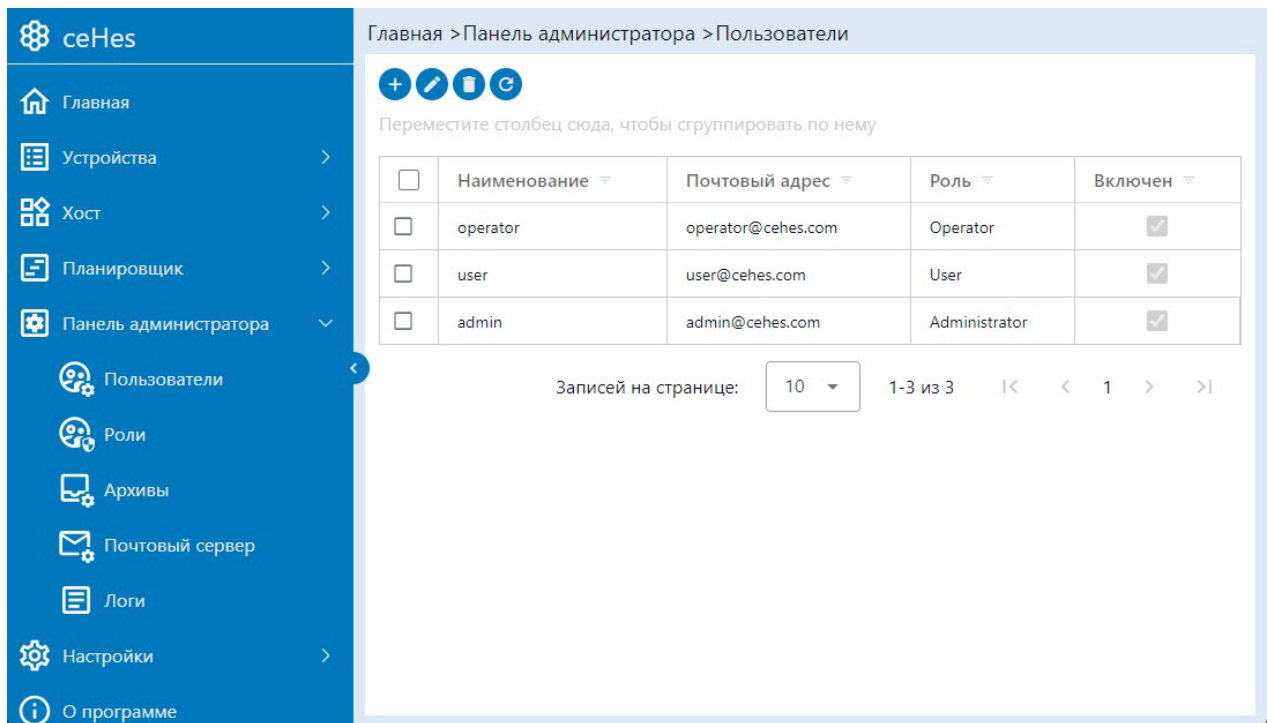 ceHes
Главная
Устройства
Хост
Планировщик
Панель администратора
Пользователи
Роли
Архивы
Почтовый сервер
Логи
Настройки
О программе
Главная >Панель администратора >Пользователи
Переместите столбец сюда, чтобы сгруппировать по нему
Наименование Почтовый адрес Роль Включен
operator operator@cehes.com Operator
user user@cehes.com User
admin admin@cehes.com Administrator
Записей на странице: 10 1-3 из 3 1